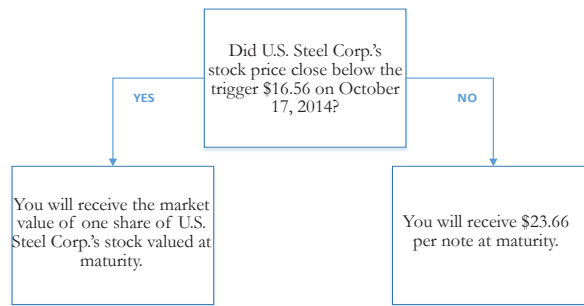 Did U.S. Steel Corp.'s
stock price close below the
trigger $16.56 on October
17, 2014?
YES
NO
You will receive the market
value of one share of U.S.
Steel Corp.'s stock valued at
maturity.
You will receive $23.66
per note at maturity.